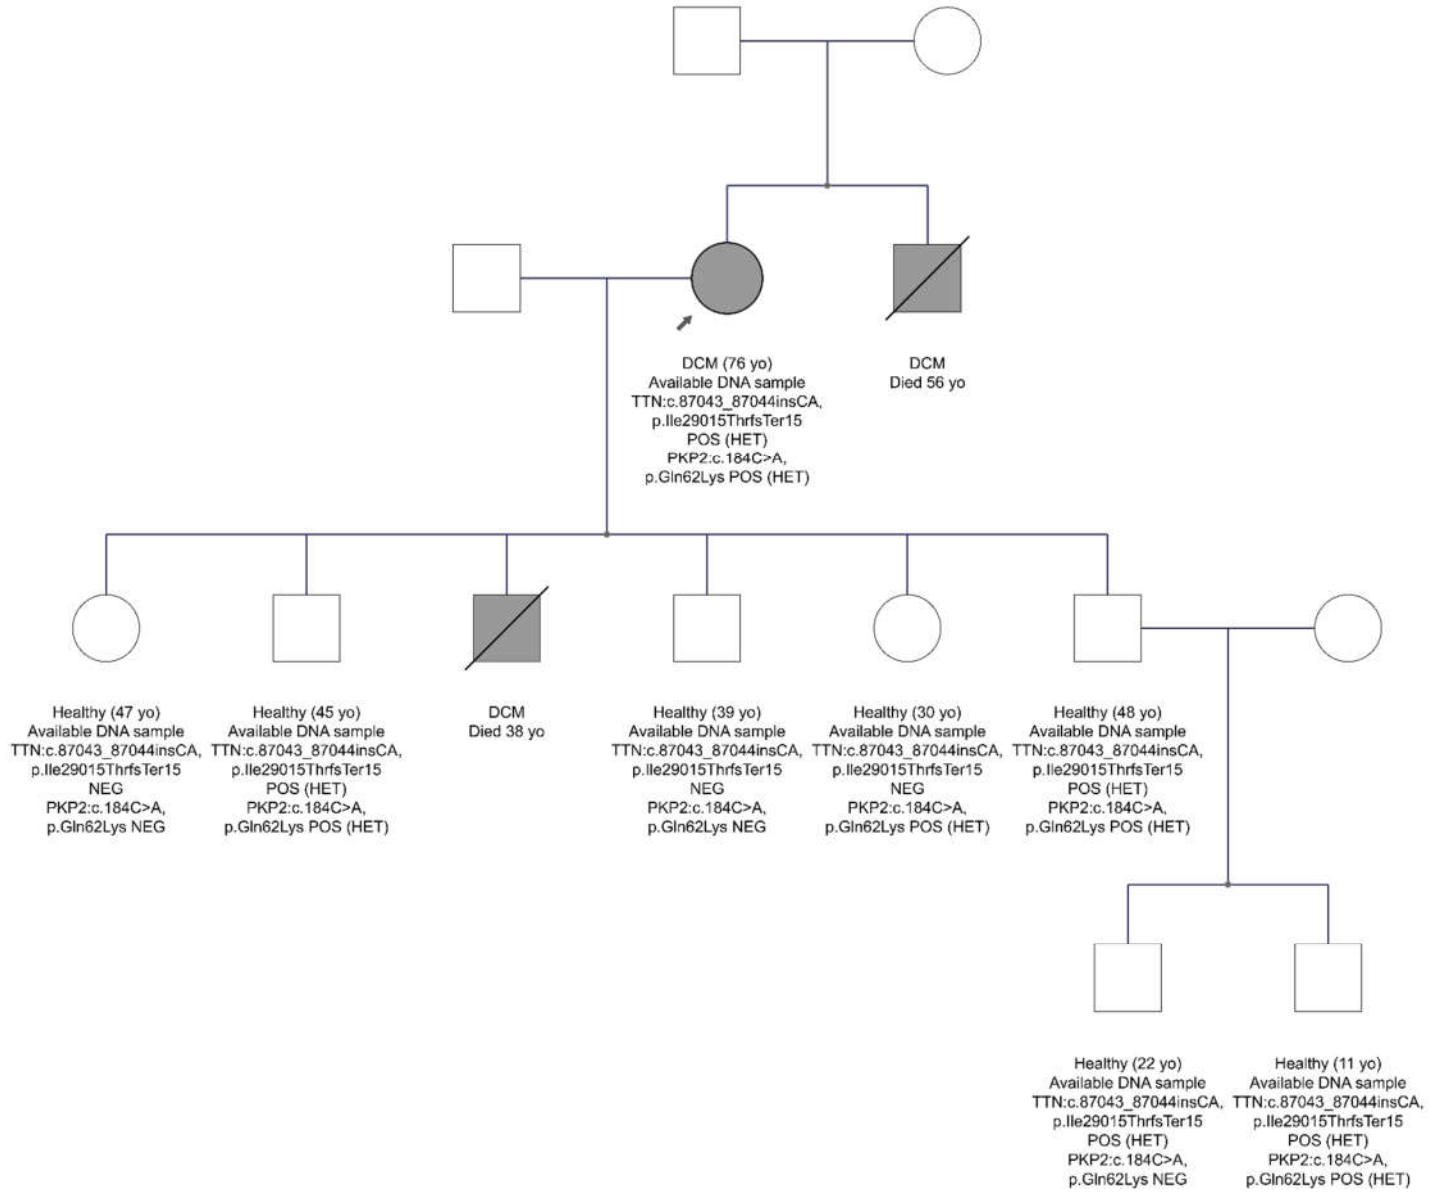 DCM (76 yo)
Available DNA sample
TTN:c.87043_87044insCA,
p.Ile29015ThrfsTer15
POS (HET)
PKP2:c.184C>A,
p.Gln62Lys POS (HET)
DCM
Died 56 yo
Healthy (47 yo)
Available DNA sample
TTN:c.87043_87044insCA,
p.Ile29015ThrfsTer15
NEG
PKP2:c.184C>A,
p.Gln62Lys NEG
Healthy (45 yo)
Available DNA sample
TTN:c.87043_87044insCA,
p.Ile29015ThrfsTer15
POS (HET)
PKP2:c.184C>A,
p.Gln62Lys POS (HET)
DCM
Died 38 yo
Healthy (39 yo)
Available DNA sample
TTN:c.87043_87044insCA,
p.Ile29015ThrfsTer15
NEG
PKP2:c.184C>A,
p.Gln62Lys NEG
Healthy (30 yo)
Available DNA sample
TTN:c.87043_87044insCA,
p.Ile29015ThrfsTer15
NEG
PKP2:c.184C>A,
p.Gln62Lys POS (HET)
Healthy (48 yo)
Available DNA sample
TTN:c.87043_87044insCA,
p.Ile29015ThrfsTer15
POS (HET)
PKP2:c.184C>A,
p.Gln62Lys POS (HET)
Healthy (22 yo)
Available DNA sample
TTN:c.87043_87044insCA,
p.Ile29015ThrfsTer15
POS (HET)
PKP2:c.184C>A,
p.Gln62Lys NEG
Healthy (11 yo)
Available DNA sample
TTN:c.87043_87044insCA,
p.Ile29015ThrfsTer15
POS (HET)
PKP2:c.184C>A,
p.Gln62Lys POS (HET)